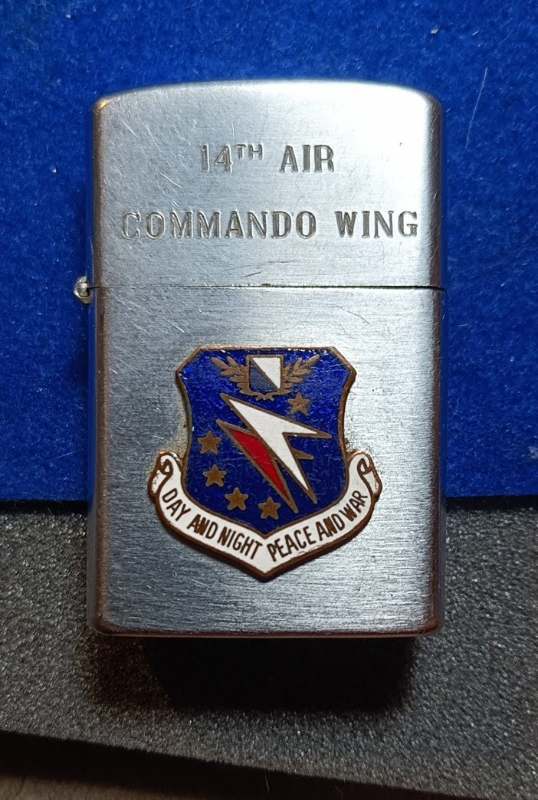 14TH AIR
COMMANDO WING
DAY AND NIGHT PEACE AND WAR